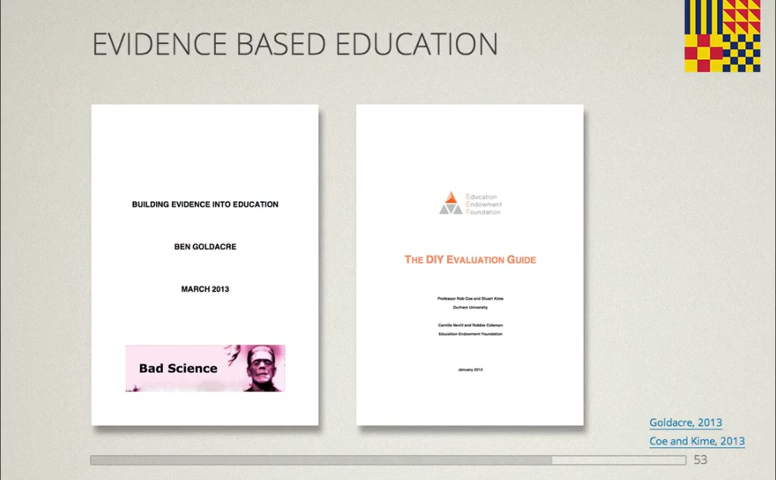 EVIDENCE BASED EDUCATION
BUILDING EVIDENCE INTO EDUCATION
BEN GOLDACRE
MARCH 2013
Bad Science
Education
Endowment
Foundation
THE DIY EVALUATION GUIDE
Professor Rob Coe and Stuart Kime
Durham University
Camilla Nevill and Robbie Coleman
Education Endowment Foundation
January 2013
Goldacre, 2013
Coe and Kime, 2013
53